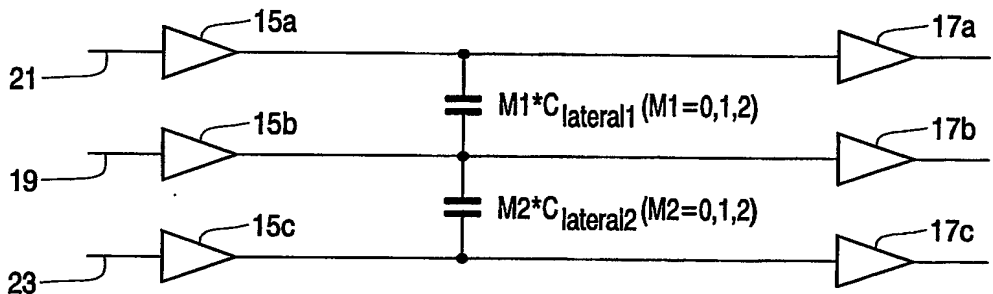 15a
17a
21
M1*Clateral1(M1=0,1,2)
15b
17b
19
M2*Clateral2(M2=0,1,2)
15c
17c
23